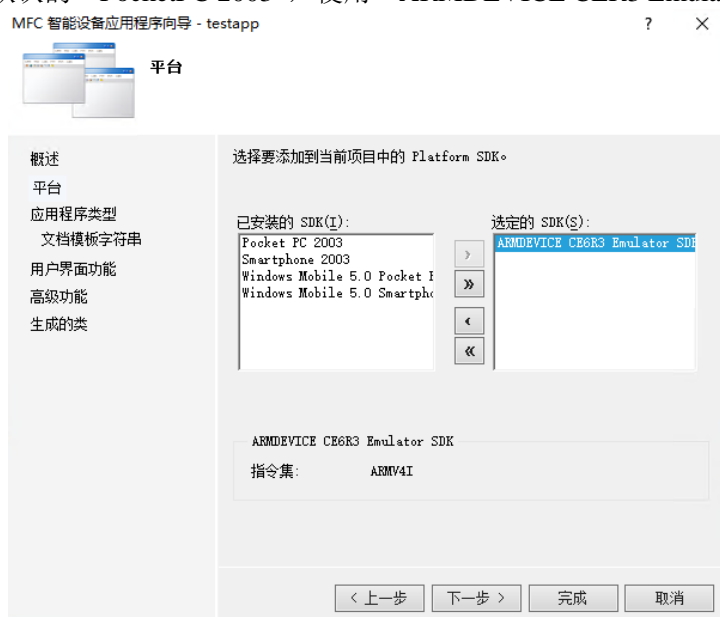 MFC 智能设备应用程序向导 - testapp
? ×
平台
概述
平台
应用程序类型
文档模板字符串
用户界面功能
高级功能
生成的类
选择要添加到当前项目中的 Platform SDK。
已安装的 SDK(I):
Pocket PC 2003
Smartphone 2003
Windows Mobile 5.0 Pocket
Windows Mobile 5.0 Smartpho
选定的 SDK(S):
ARMDEVICE CE6R3 Emulator SD
ARMDEVICE CE6R3 Emulator SDK
指令集: ARMV4I
< 上一步
下一步 >
完成
取消